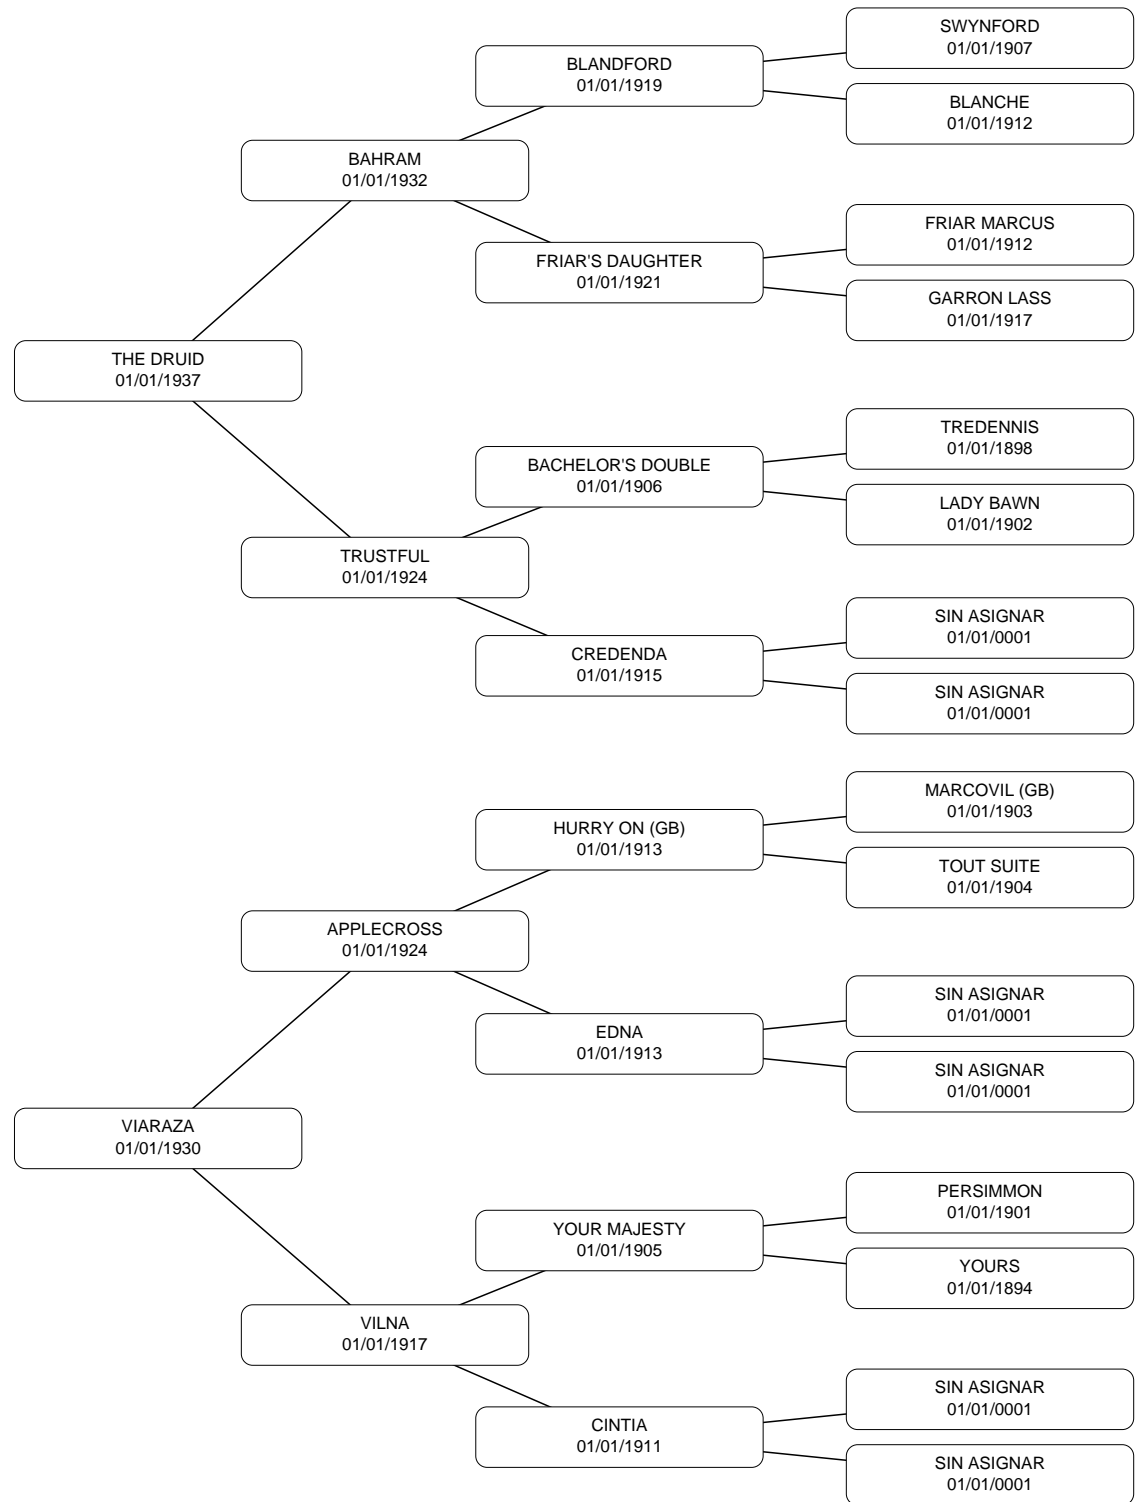 SWYNFORD
01/01/1907
BLANDFORD
01/01/1919
BLANCHE
01/01/1912
BAHRAM
01/01/1932
FRIAR MARCUS
01/01/1912
FRIAR'S DAUGHTER
01/01/1921
GARRON LASS
01/01/1917
THE DRUID
01/01/1937
TREDENNIS
01/01/1898
BACHELOR'S DOUBLE
01/01/1906
LADY BAWN
01/01/1902
TRUSTFUL
01/01/1924
SIN ASIGNAR
01/01/0001
CREDENDA
01/01/1915
SIN ASIGNAR
01/01/0001
MARCOVIL (GB)
01/01/1903
HURRY ON (GB)
01/01/1913
TOUT SUITE
01/01/1904
APPLECROSS
01/01/1924
SIN ASIGNAR
01/01/0001
EDNA
01/01/1913
SIN ASIGNAR
01/01/0001
VIARAZA
01/01/1930
PERSIMMON
01/01/1901
YOUR MAJESTY
01/01/1905
YOURS
01/01/1894
VILNA
01/01/1917
SIN ASIGNAR
01/01/0001
CINTIA
01/01/1911
SIN ASIGNAR
01/01/0001